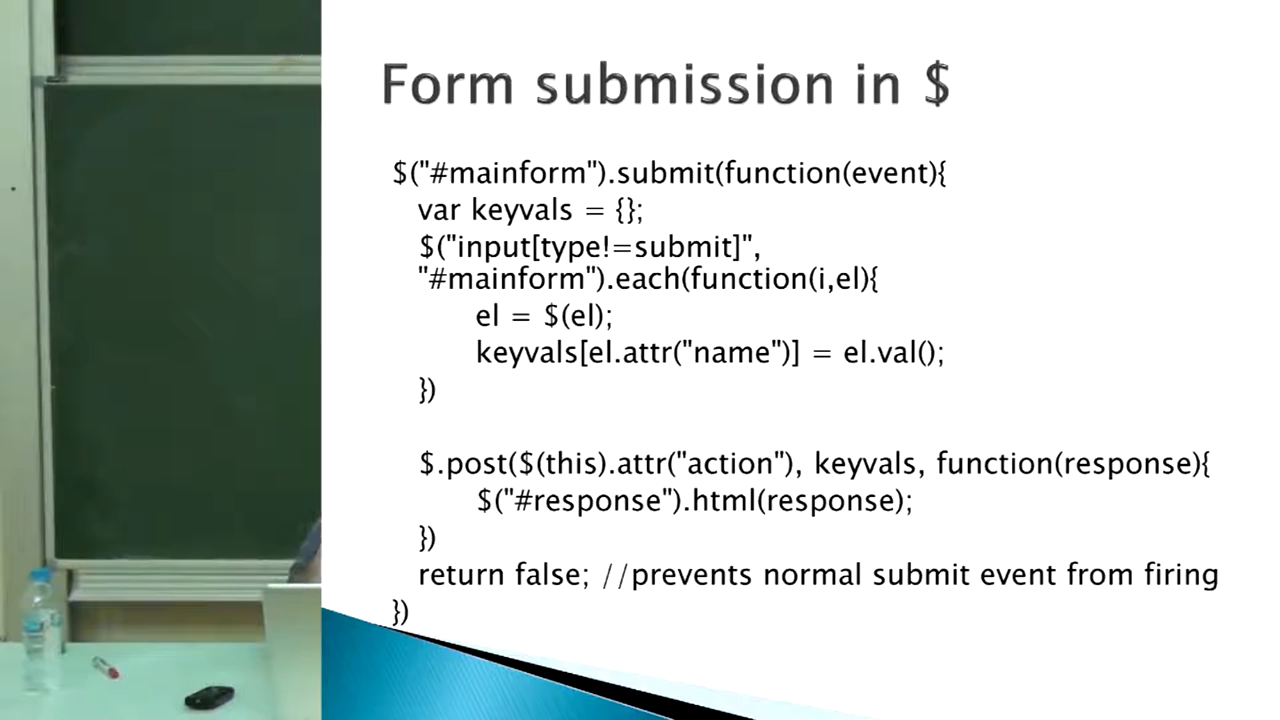 Form submission in $
$("#mainform").submit(function(event){
var keyvals = {};
$("input[type!=submit]",
"#mainform").each(function(i,el){
el = $(el);
keyvals[el.attr("name")] = el.val();
})
$.post($(this).attr("action"), keyvals, function(response){
$("#response").html(response);
})
return false; //prevents normal submit event from firing
})